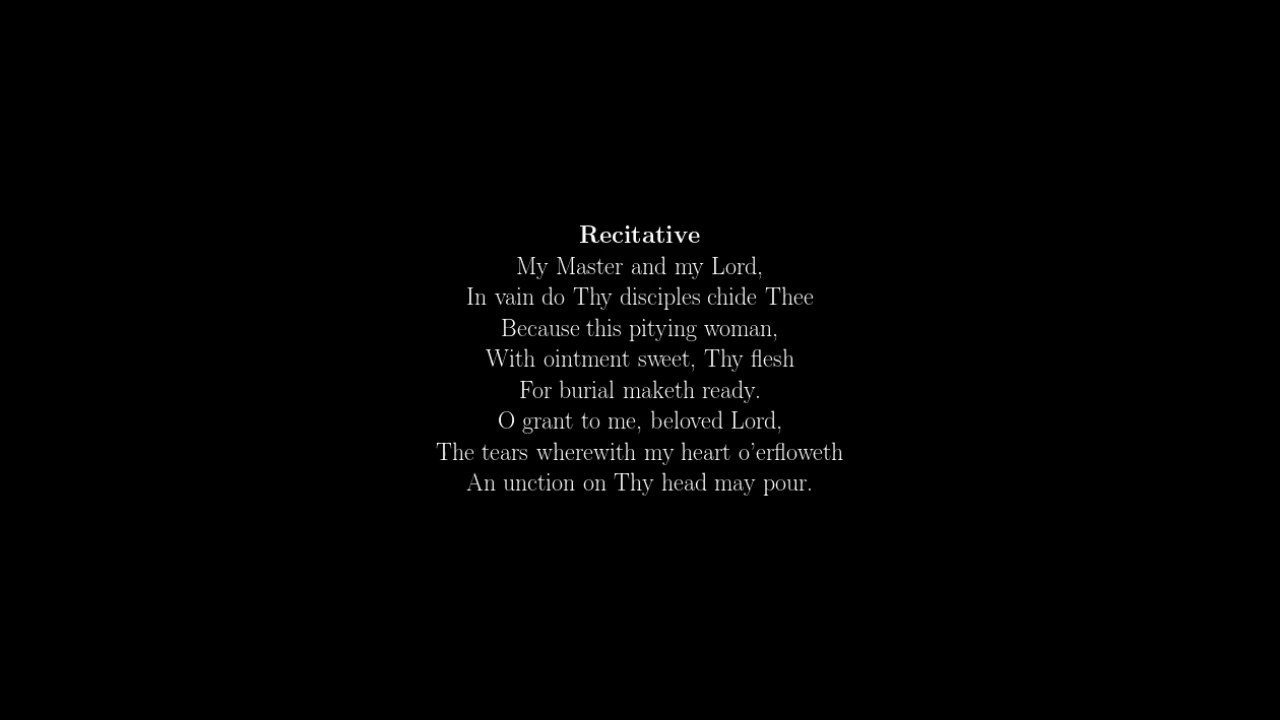 Recitative
My Master and my Lord,
In vain do Thy disciples chide Thee
Because this pitying woman,
With ointment sweet, Thy flesh
For burial maketh ready.
O grant to me, beloved Lord,
The tears wherewith my heart o'erfloweth
An unction on Thy head may pour.